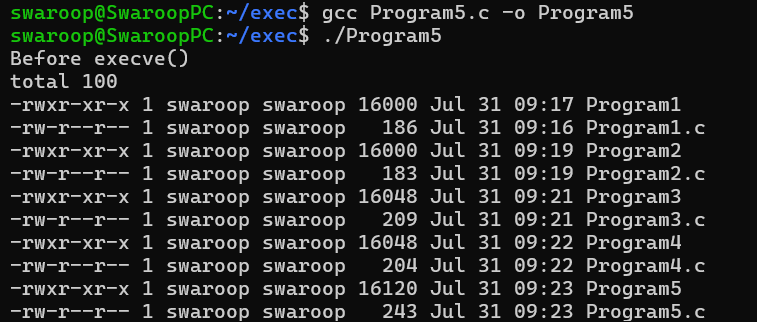 swaroop@SwaroopPC:~/exec$ gcc Program5.c -o Program5
swaroop@SwaroopPC:~/exec$ ./Program5
Before execve()
total 100
-rwxr-xr-x 1 swaroop swaroop 16000 Jul 31 09:17 Program1
-rw-r--r-- 1 swaroop swaroop   186 Jul 31 09:16 Program1.c
-rwxr-xr-x 1 swaroop swaroop 16000 Jul 31 09:19 Program2
-rw-r--r-- 1 swaroop swaroop   183 Jul 31 09:19 Program2.c
-rwxr-xr-x 1 swaroop swaroop 16048 Jul 31 09:21 Program3
-rw-r--r-- 1 swaroop swaroop   209 Jul 31 09:21 Program3.c
-rwxr-xr-x 1 swaroop swaroop 16048 Jul 31 09:22 Program4
-rw-r--r-- 1 swaroop swaroop   204 Jul 31 09:22 Program4.c
-rwxr-xr-x 1 swaroop swaroop 16120 Jul 31 09:23 Program5
-rw-r--r-- 1 swaroop swaroop   243 Jul 31 09:23 Program5.c